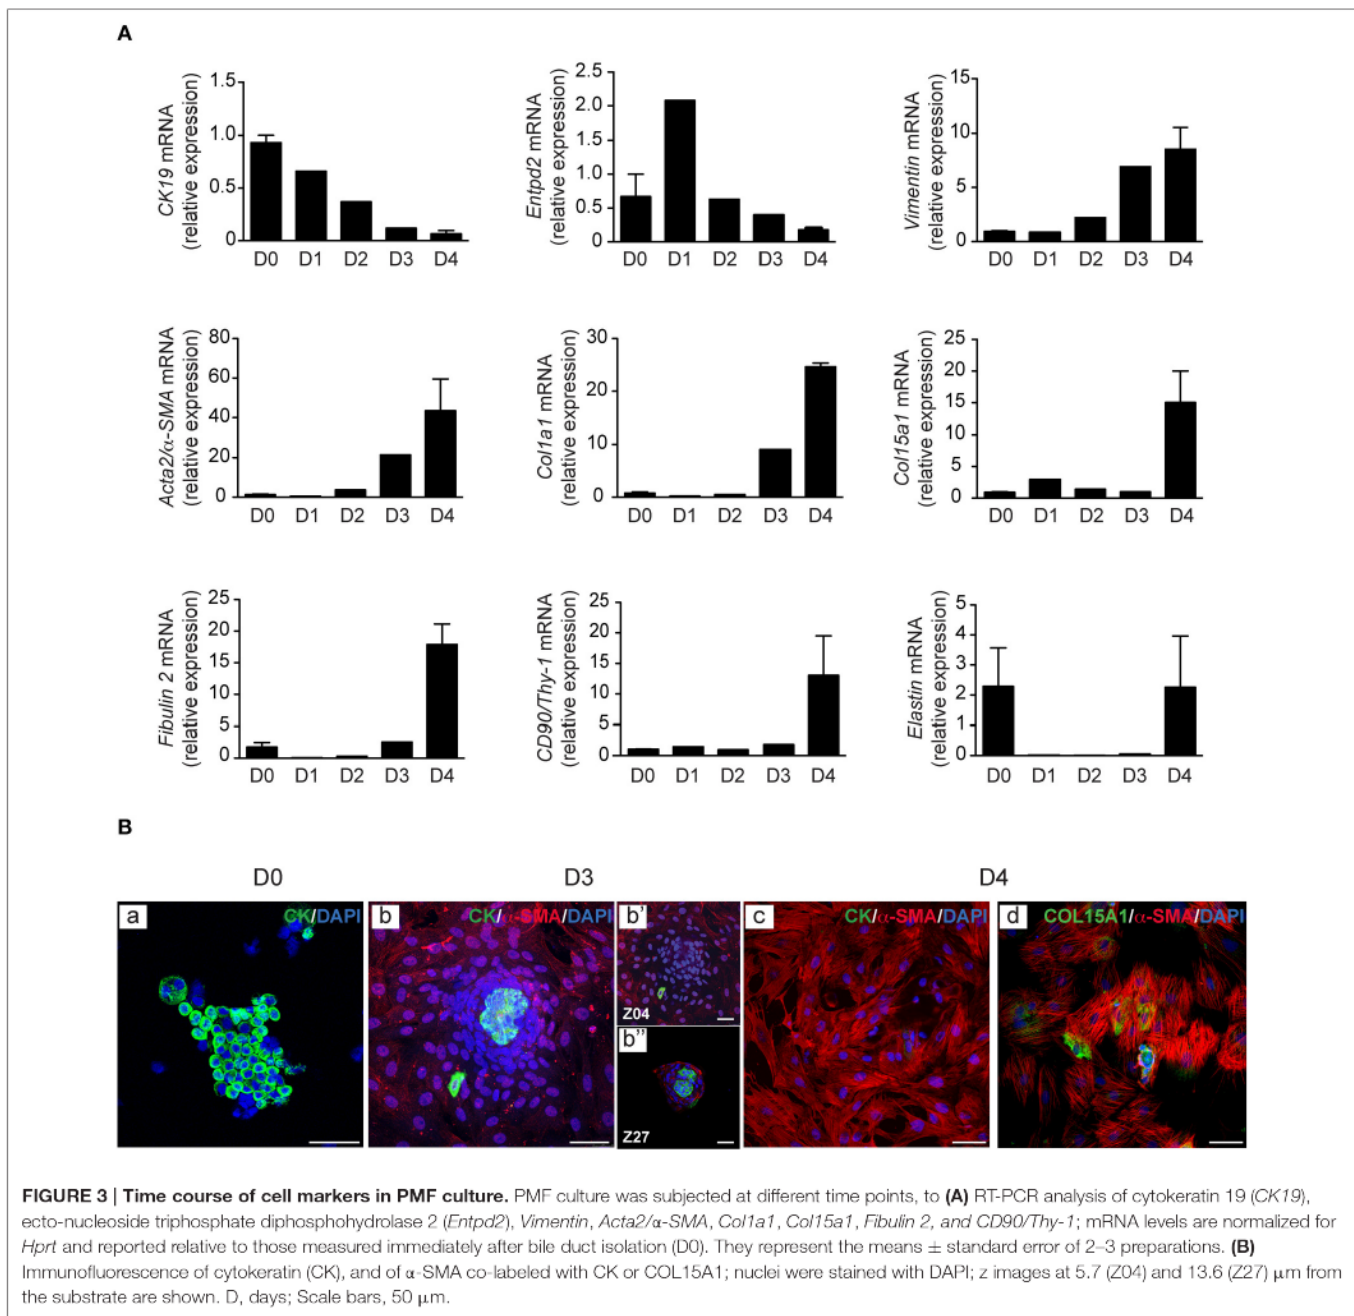 A
CK19 mRNA
(relative expression)
1.5
1.0
0.5
0
D0 D1 D2 D3 D4
Entpd2 mRNA
(relative expression)
2.5
2.0
1.5
1.0
0.5
0
D0 D1 D2 D3 D4
Vimentin mRNA
(relative expression)
15
10
5
0
D0 D1 D2 D3 D4
Acta2/α-SMA mRNA
(relative expression)
80
60
40
20
0
D0 D1 D2 D3 D4
Col1a1 mRNA
(relative expression)
30
20
10
0
D0 D1 D2 D3 D4
Col15a1 mRNA
(relative expression)
25
20
15
10
5
0
D0 D1 D2 D3 D4
Fibulin 2 mRNA
(relative expression)
25
20
15
10
5
0
D0 D1 D2 D3 D4
CD90/Thy-1 mRNA
(relative expression)
25
20
15
10
5
0
D0 D1 D2 D3 D4
Elastin mRNA
(relative expression)
5
4
3
2
1
0
D0 D1 D2 D3 D4
B
D0 D3 D4
a CK/DAPI
b CK/α-SMA/DAPI
b'
Z04
b''
Z27
c CK/α-SMA/DAPI
d COL15A1/α-SMA/DAPI
FIGURE 3 | Time course of cell markers in PMF culture. PMF culture was subjected at different time points, to (A) RT-PCR analysis of cytokeratin 19 (CK19),
ecto-nucleoside triphosphate diphosphohydrolase 2 (Entpd2), Vimentin, Acta2/α-SMA, Col1a1, Col15a1, Fibulin 2, and CD90/Thy-1; mRNA levels are normalized for
Hprt and reported relative to those measured immediately after bile duct isolation (D0). They represent the means ± standard error of 2–3 preparations. (B)
Immunofluorescence of cytokeratin (CK), and of α-SMA co-labeled with CK or COL15A1; nuclei were stained with DAPI; z images at 5.7 (Z04) and 13.6 (Z27) μm from
the substrate are shown. D, days; Scale bars, 50 μm.